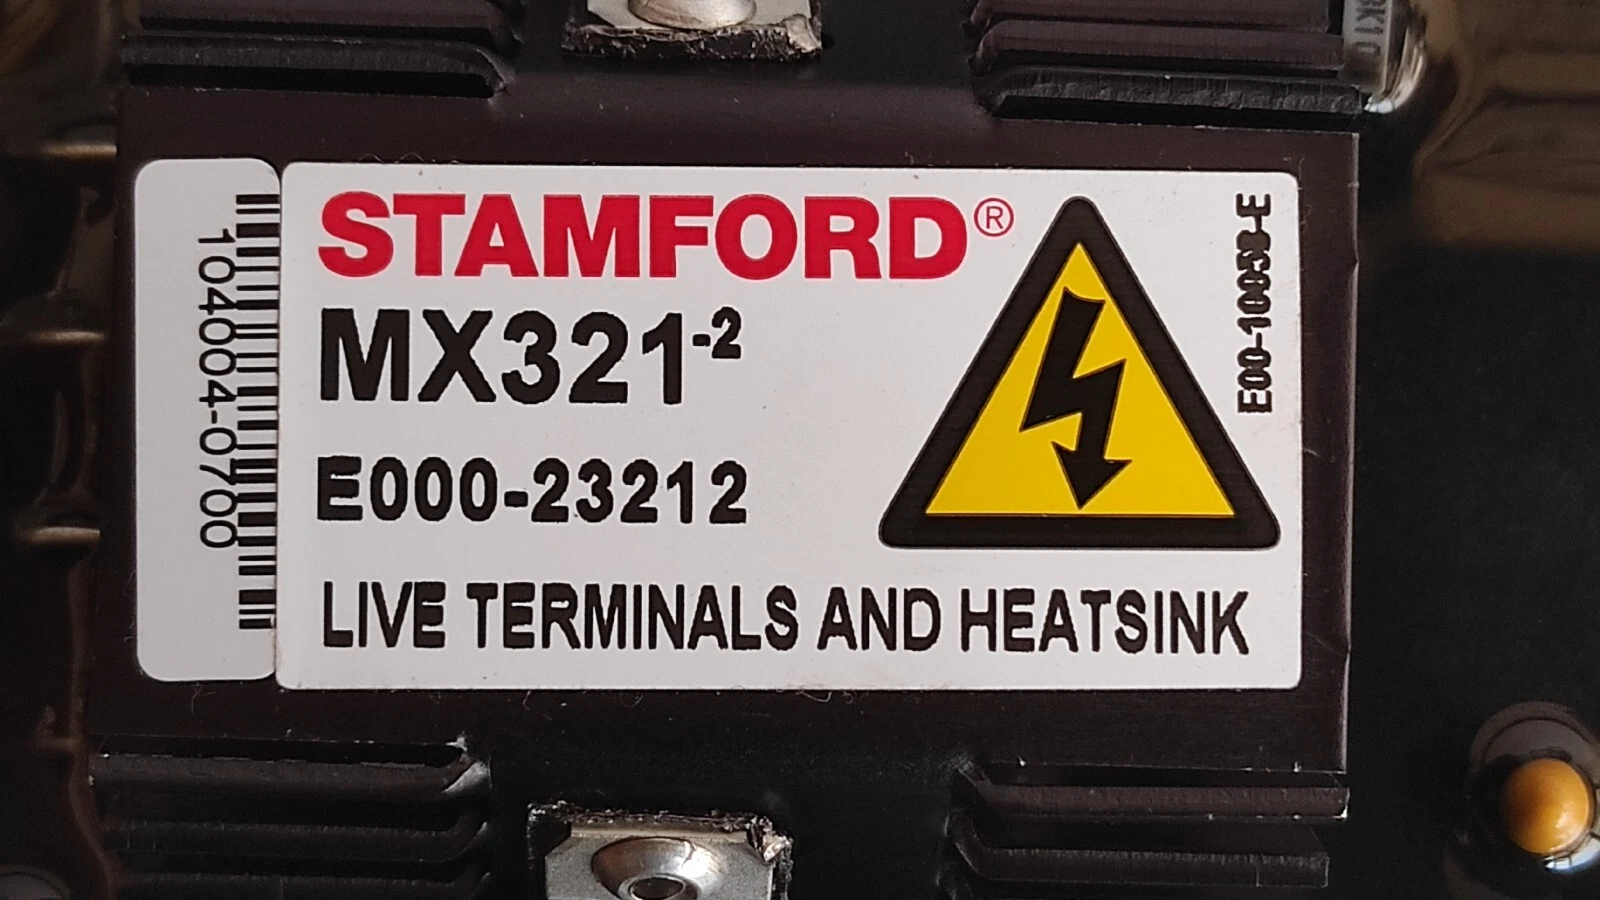 STAMFORD®
MX321-2
E000-23212
LIVE TERMINALS AND HEATSINK
104004-0700